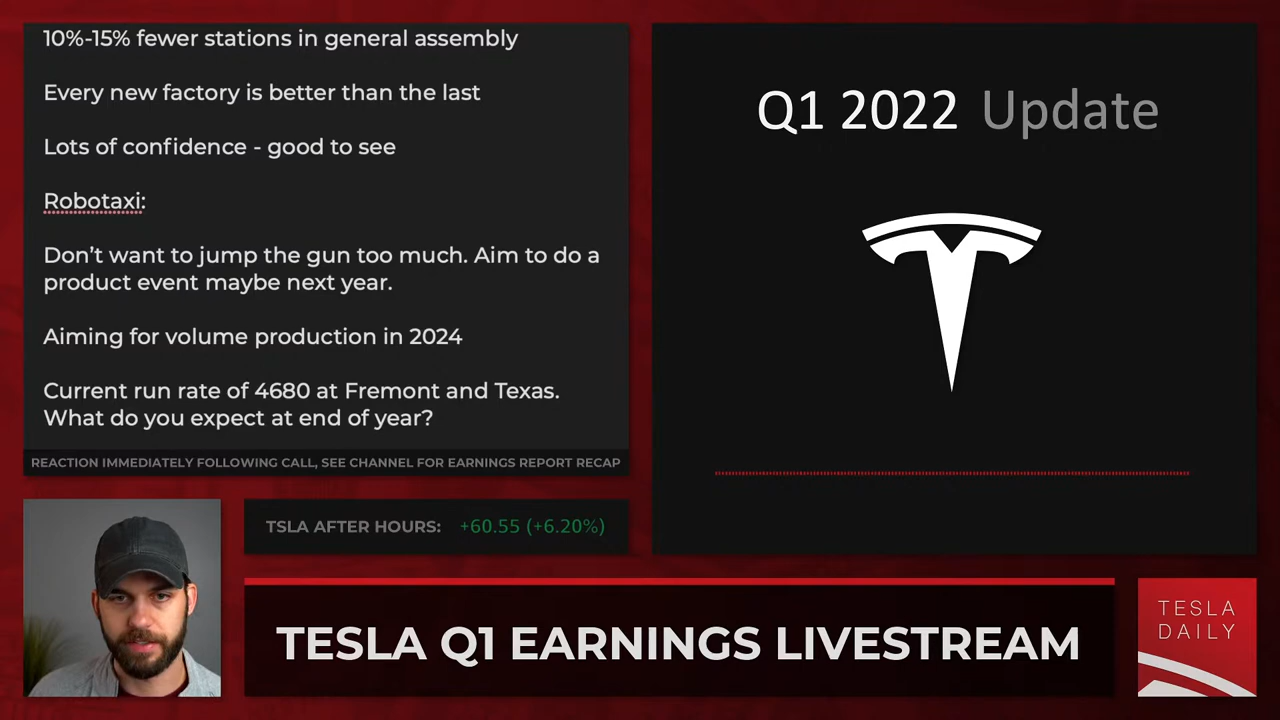 10%-15% fewer stations in general assembly
Every new factory is better than the last
Lots of confidence - good to see
Robotaxi:
Don’t want to jump the gun too much. Aim to do a
product event maybe next year.
Aiming for volume production in 2024
Current run rate of 4680 at Fremont and Texas.
What do you expect at end of year?
REACTION IMMEDIATELY FOLLOWING CALL, SEE CHANNEL FOR EARNINGS REPORT RECAP
Q1 2022 Update
TSLA AFTER HOURS: +60.55 (+6.20%)
TESLA Q1 EARNINGS LIVESTREAM
TESLA
DAILY